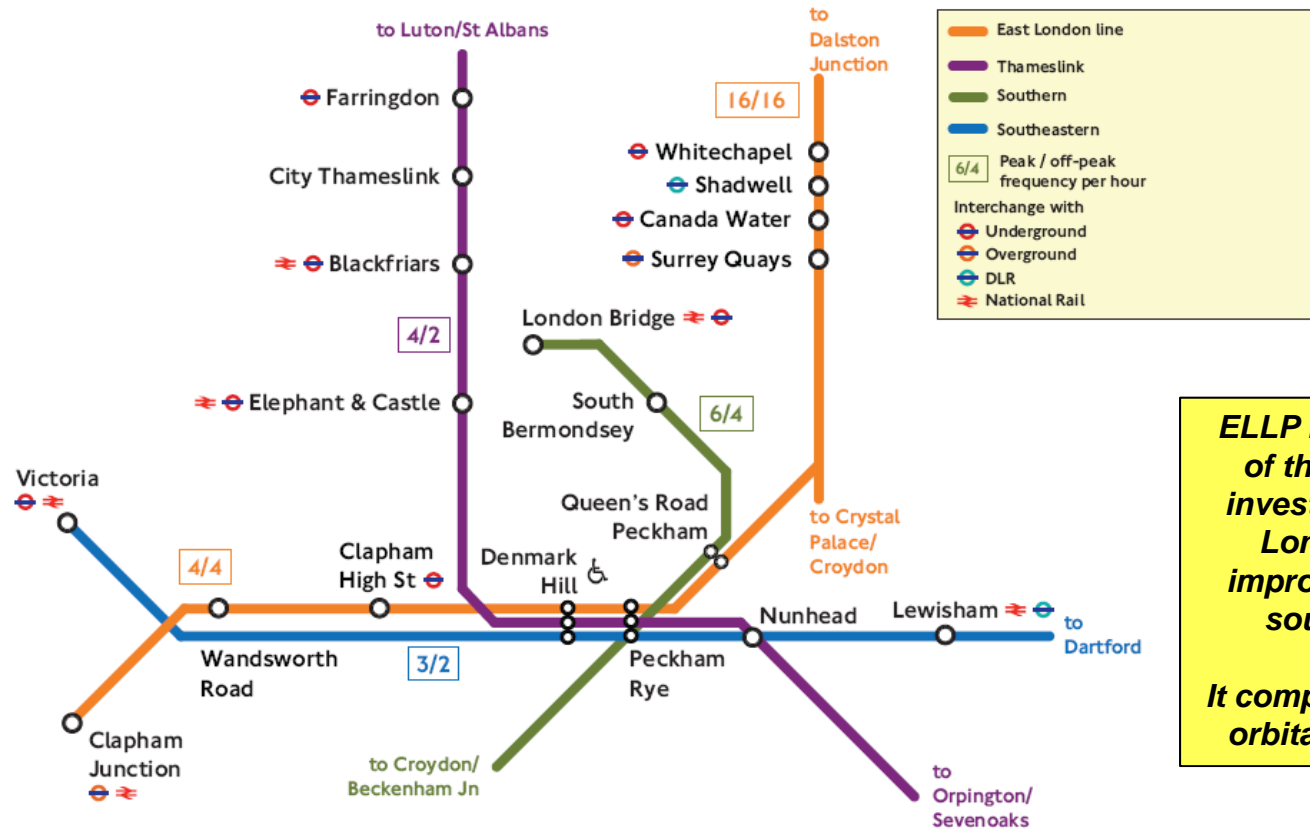 to Luton/St Albans
to
Dalston
Junction
East London line
Thameslink
Southern
Southeastern
6/4
Peak / off-peak
frequency per hour
Interchange with
Underground
Overground
DLR
National Rail
Farringdon
16/16
City Thameslink
Whitechapel
Shadwell
Canada Water
Surrey Quays
Blackfriars
4/2
London Bridge
Elephant & Castle
South
Bermondsey
6/4
Victoria
Queen's Road
Peckham
to Crystal
Palace/
Croydon
4/4
Clapham
High St
Denmark
Hill
Nunhead
Lewisham
to
Dartford
Wandsworth
Road
3/2
Peckham
Rye
Clapham
Junction
to Croydon/
Beckenham Jn
to
Orpington/
Sevenoaks
ELLP
of th
invest
Lon
impro
sou
It comp
orbita